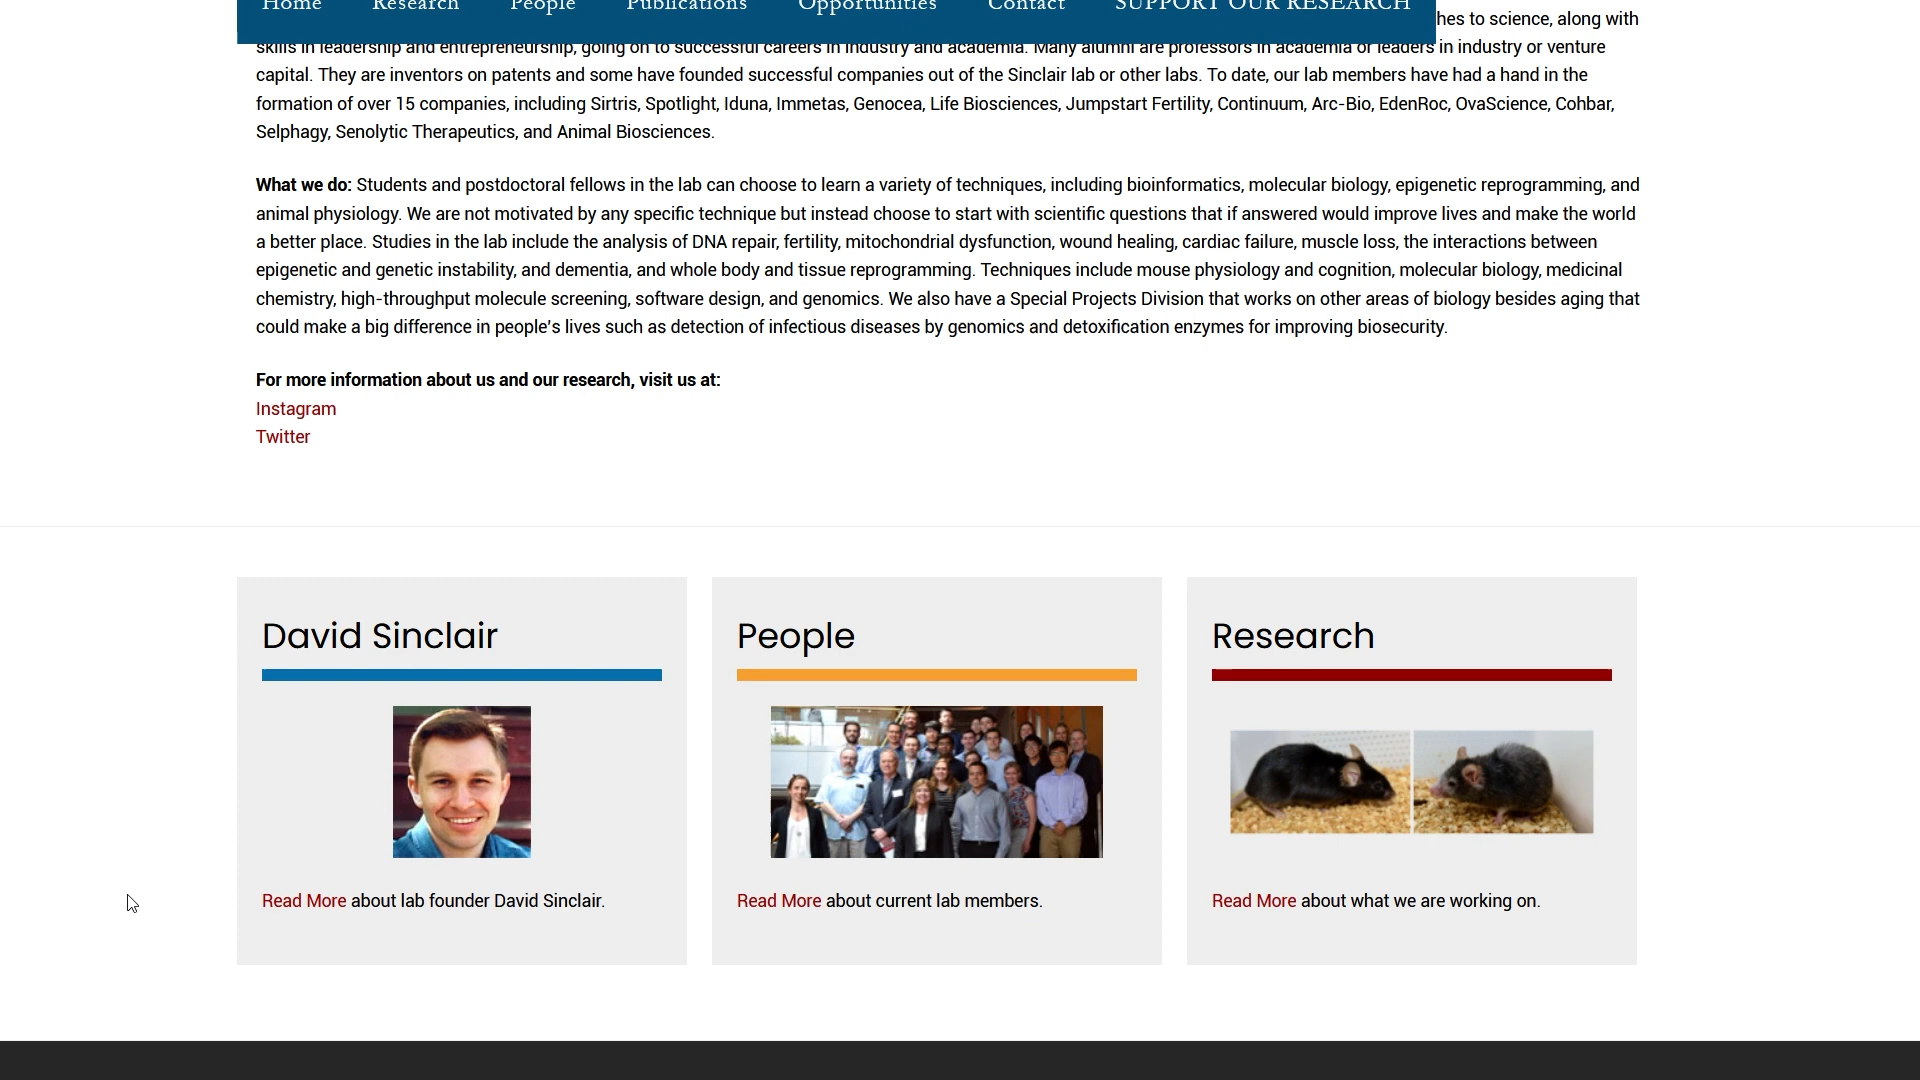 Home Research People Publications Opportunities Contact SUPPORT OUR RESEARCH
hes to science, along with
skills in leadership and entrepreneurship, going on to successful careers in industry and academia. Many alumni are professors in academia or leaders in industry or venture
capital. They are inventors on patents and some have founded successful companies out of the Sinclair lab or other labs. To date, our lab members have had a hand in the
formation of over 15 companies, including Sirtris, Spotlight, Iduna, Immetas, Genocea, Life Biosciences, Jumpstart Fertility, Continuum, Arc-Bio, EdenRoc, OvaScience, Cohbar,
Selphagy, Senolytic Therapeutics, and Animal Biosciences.
What we do: Students and postdoctoral fellows in the lab can choose to learn a variety of techniques, including bioinformatics, molecular biology, epigenetic reprogramming, and
animal physiology. We are not motivated by any specific technique but instead choose to start with scientific questions that if answered would improve lives and make the world
a better place. Studies in the lab include the analysis of DNA repair, fertility, mitochondrial dysfunction, wound healing, cardiac failure, muscle loss, the interactions between
epigenetic and genetic instability, and dementia, and whole body and tissue reprogramming. Techniques include mouse physiology and cognition, molecular biology, medicinal
chemistry, high-throughput molecule screening, software design, and genomics. We also have a Special Projects Division that works on other areas of biology besides aging that
could make a big difference in people's lives such as detection of infectious diseases by genomics and detoxification enzymes for improving biosecurity.
For more information about us and our research, visit us at:
Instagram
Twitter
David Sinclair
Read More about lab founder David Sinclair.
People
Read More about current lab members.
Research
Read More about what we are working on.